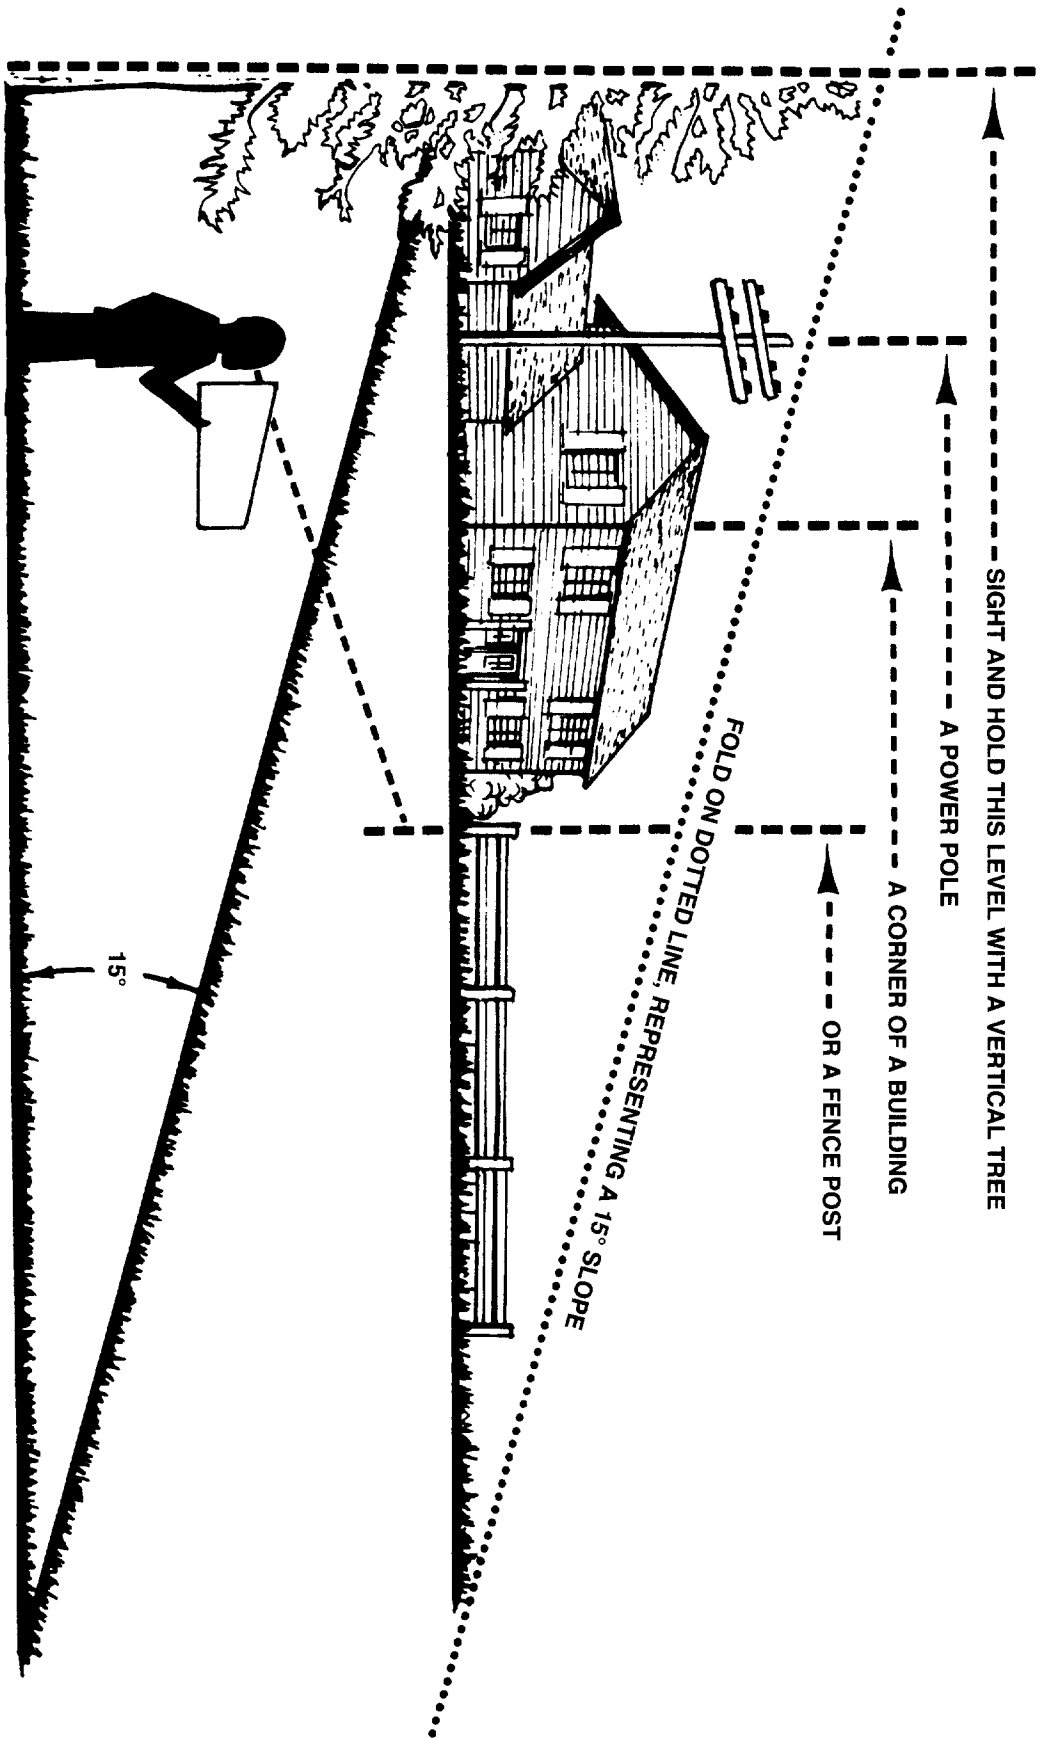 SIGHT AND HOLD THIS LEVEL WITH A VERTICAL TREE
A POWER POLE
A CORNER OF A BUILDING
OR A FENCE POST
FOLD ON DOTTED LINE, REPRESENTING A 15° SLOPE
15°